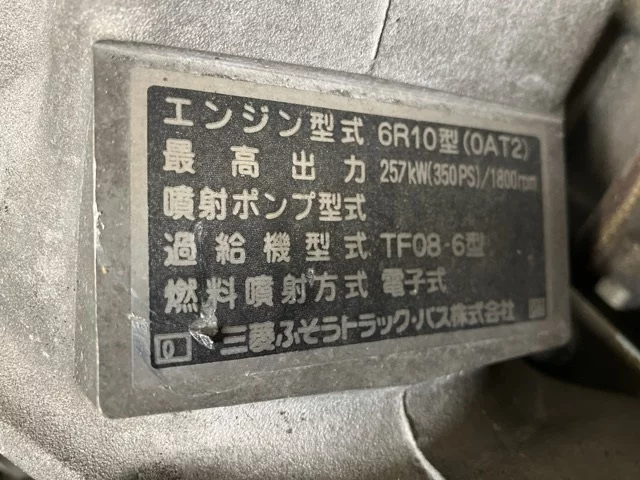 エンジン型式 6R10型(0AT2)
最高出力 257kW(350PS)/1800rpm
噴射ポンプ型式
過給機型式 TF08-6型
燃料噴射方式 電子式
三菱ふそうトラック・バス株式会社